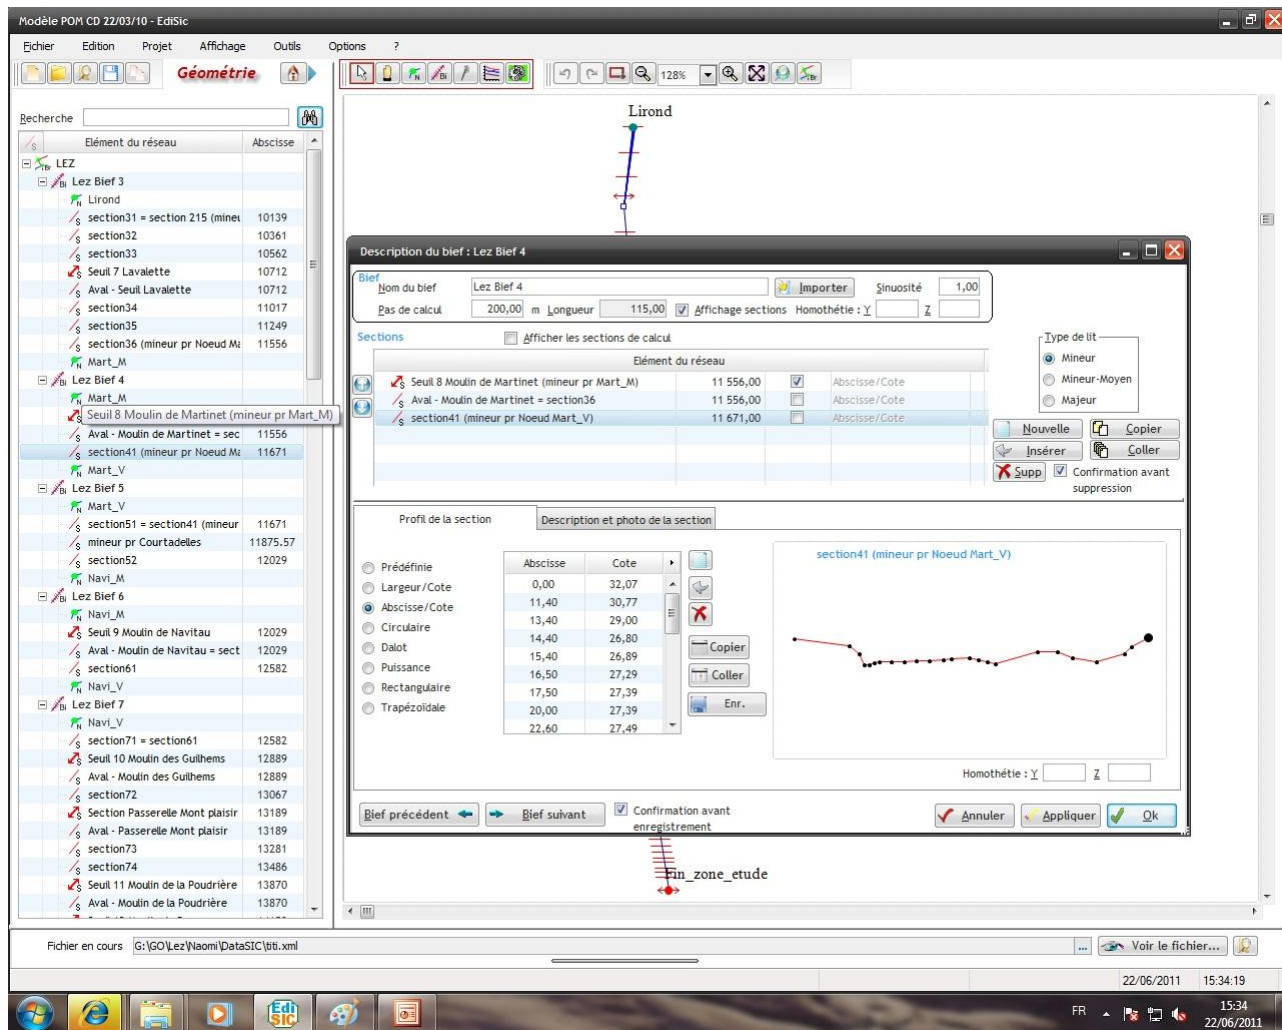 Modèle POM CD 22/03/10 - EdiSic
Fichier Edition Projet Affichage Outils Options ?
Géométrie
128%
Recherche
Elément du réseau Abscisse
LEZ
Lez Bief 3
Lirond
section31 = section 215 (mineu 10139
section32 10361
section33 10562
Seuil 7 Lavalette 10712
Aval - Seuil Lavalette 10712
section34 11017
section35 11249
section36 (mineur pr Noeud Ma 11556
Mart_M
Lez Bief 4
Mart_M
Seuil 8 Moulin de Martinet (mineur pr Mart_M)
Aval - Moulin de Martinet = sec 11556
section41 (mineur pr Noeud Ma 11671
Mart_V
Lez Bief 5
Mart_V
section51 = section41 (mineur 11671
mineur pr Courtadelles 11875.57
section52 12029
Navi_M
Lez Bief 6
Navi_M
Seuil 9 Moulin de Navitau 12029
Aval - Moulin de Navitau = sect 12029
section61 12582
Navi_V
Lez Bief 7
Navi_V
section71 = section61 12582
Seuil 10 Moulin des Guilhems 12889
Aval - Moulin des Guilhems 12889
section72 13067
Section Passerelle Mont plaisir 13189
Aval - Passerelle Mont plaisir 13189
section73 13281
section74 13486
Seuil 11 Moulin de la Poudrière 13870
Aval - Moulin de la Poudrière 13870
Lirond
Description du bief : Lez Bief 4
Bief
Nom du bief Lez Bief 4 Importer Sinuosité 1,00
Pas de calcul 200,00 m Longueur 115,00 Affichage sections Homothétie : Y Z
Sections Afficher les sections de calcul
Elément du réseau
Seuil 8 Moulin de Martinet (mineur pr Mart_M) 11 556,00 Abscisse/Cote
Aval - Moulin de Martinet = section36 11 556,00 Abscisse/Cote
section41 (mineur pr Noeud Mart_V) 11 671,00 Abscisse/Cote
Type de lit
Mineur
Mineur-Moyen
Majeur
Nouvelle Copier
Insérer Coller
Supp Confirmation avant suppression
Profil de la section Description et photo de la section
Prédéfinie
Largeur/Cote
Abscisse/Cote
Circulaire
Dalot
Puissance
Rectangulaire
Trapézoïdale
Abscisse Cote
0,00 32,07
11,40 30,77
13,40 29,00
14,40 26,80
15,40 26,89
16,50 27,29
17,50 27,39
20,00 27,39
22,60 27,49
Copier
Coller
Enr.
section41 (mineur pr Noeud Mart_V)
Homothétie : Y Z
Bief précédent Bief suivant Confirmation avant enregistrement Annuler Appliquer Ok
Fin_zone_etude
Fichier en cours G:\GO\Lez\Naomi\DataSIC\titi.xml ... Voir le fichier...
22/06/2011 15:34:19
Edi
SIC
FR
15:34
22/06/2011